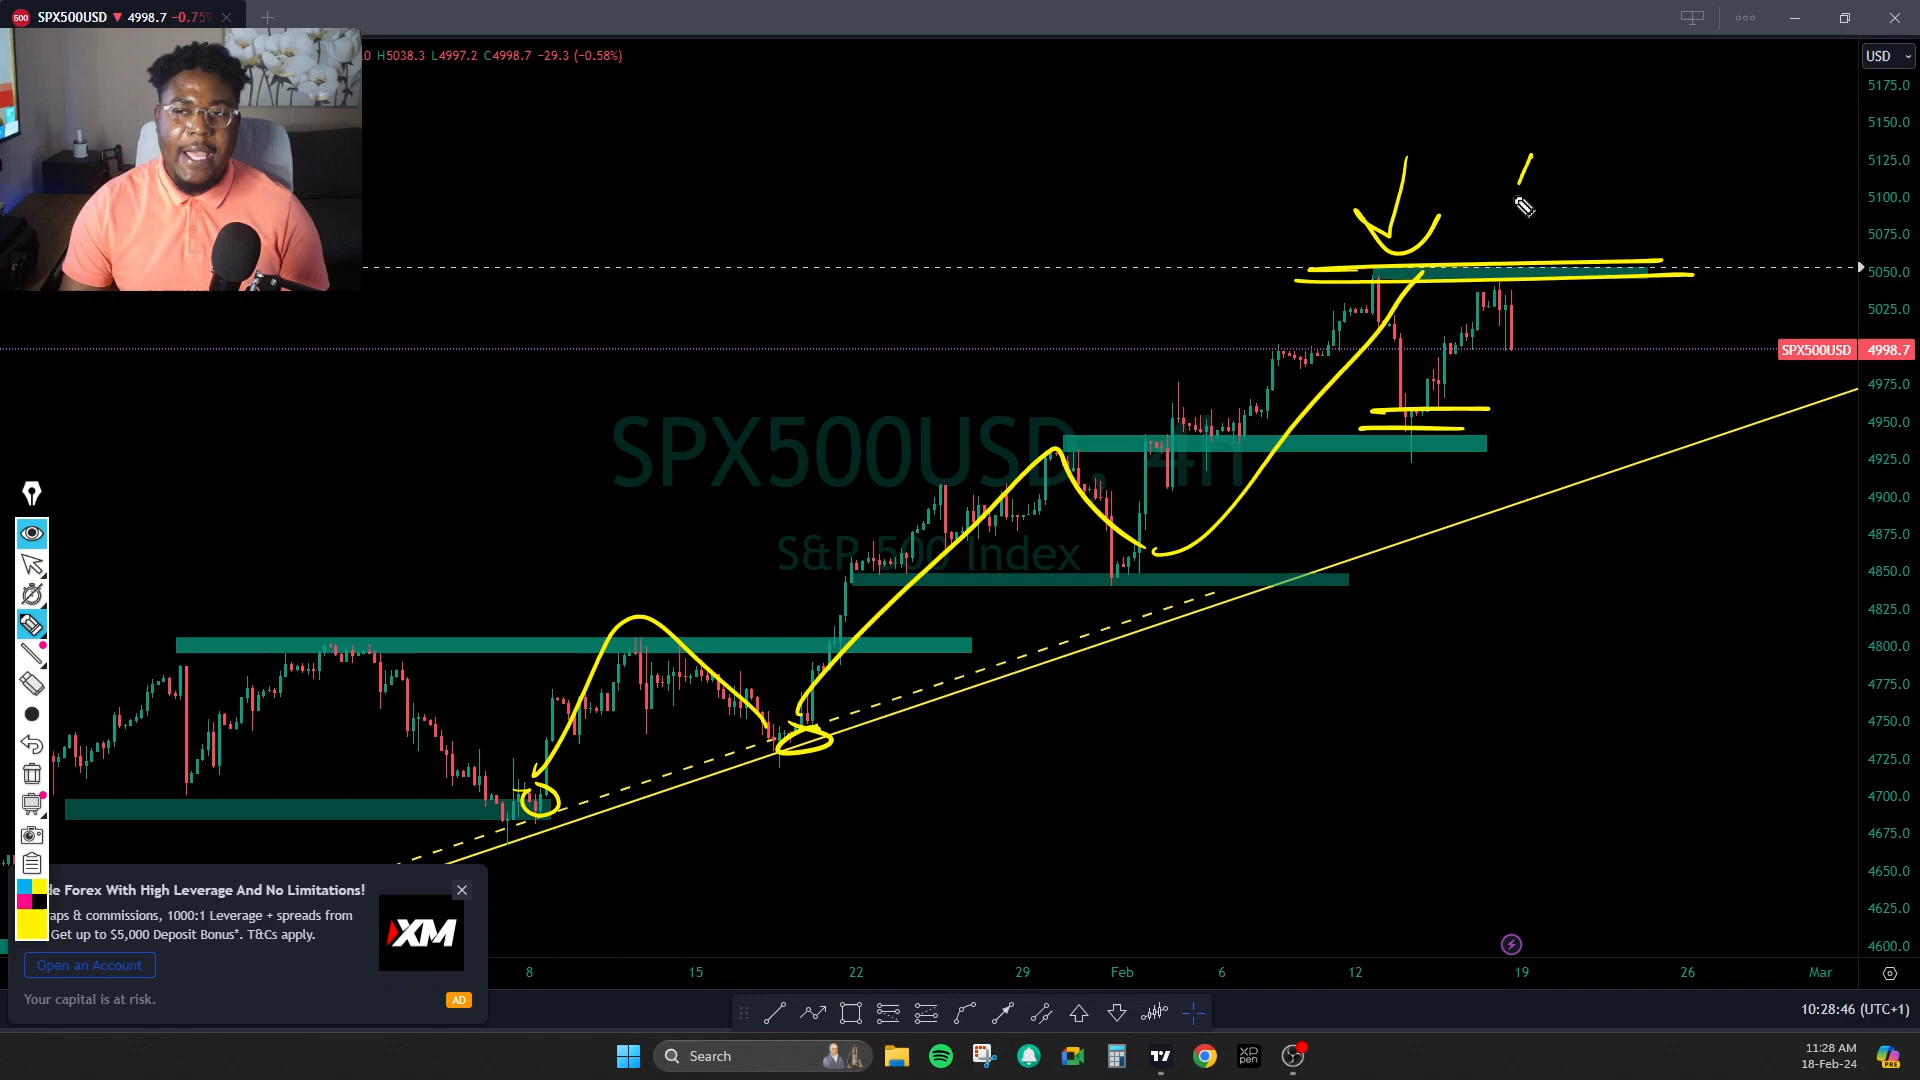 SPX500USD ▼ 4998.7 −0.75%
0 H5038.3 L4997.2 C4998.7 −29.3 (−0.58%)
USD
5175.0
5150.0
5125.0
5100.0
5075.0
5050.0
5025.0
SPX500USD 4998.7
4975.0
4950.0
4925.0
4900.0
4875.0
4850.0
4825.0
4800.0
4775.0
4750.0
4725.0
4700.0
4675.0
4650.0
4625.0
4600.0
SPX500USD, 4h
S&P 500 Index
de Forex With High Leverage And No Limitations!
aps & commissions, 1000:1 Leverage + spreads from
Get up to $5,000 Deposit Bonus*. T&Cs apply.
XM
Open an Account
Your capital is at risk.
AD
8 15 22 29 Feb 6 12 19 26 Mar
10:28:46 (UTC+1)
Search
XP
pen
11:28 AM
18-Feb-24
PRE